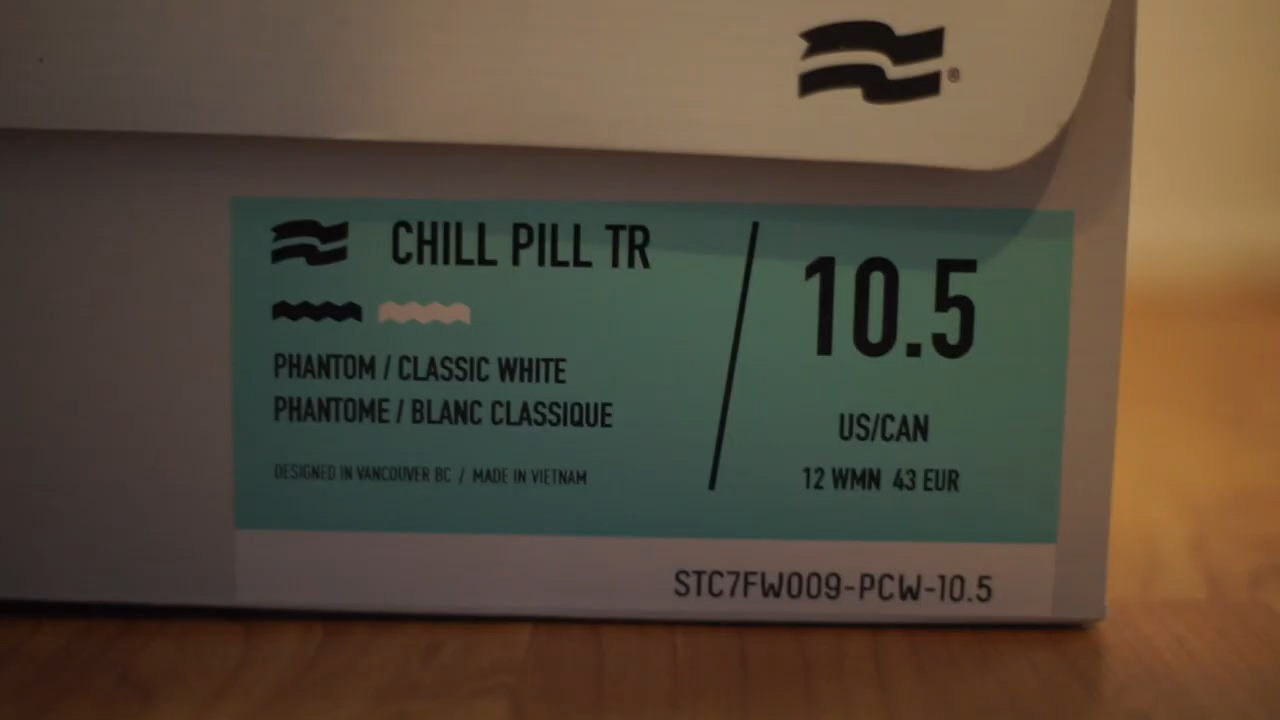 ®
CHILL PILL TR
PHANTOM / CLASSIC WHITE
PHANTOME / BLANC CLASSIQUE
DESIGNED IN VANCOUVER BC / MADE IN VIETNAM
10.5
US/CAN
12 WMN 43 EUR
STC7FW009-PCW-10.5